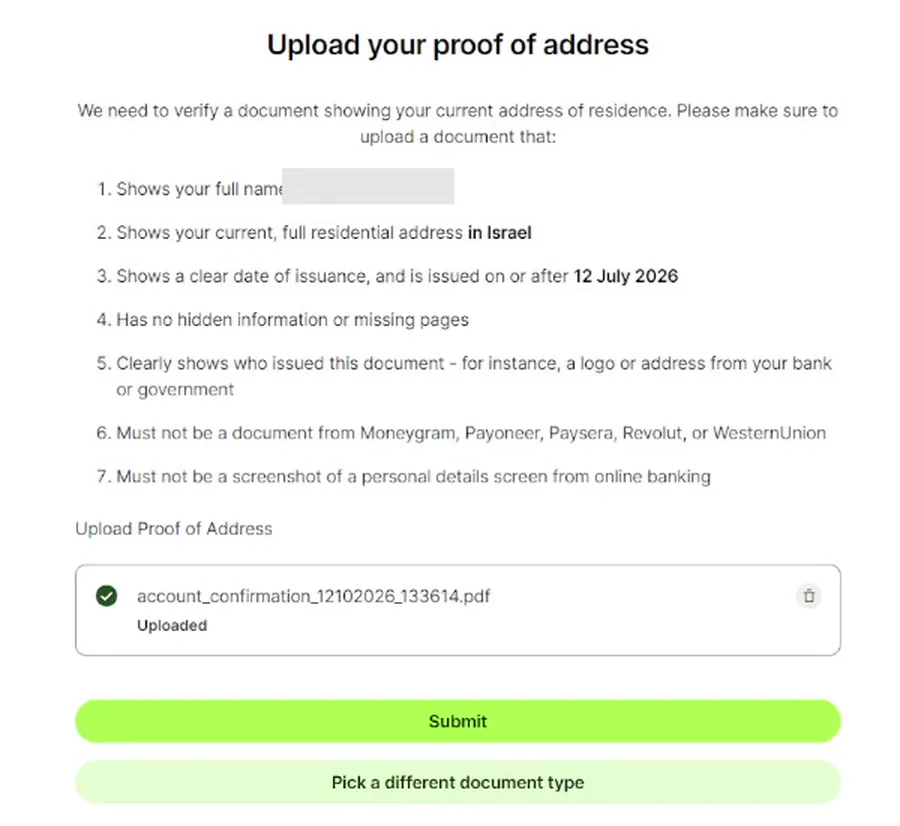 Upload your proof of address
We need to verify a document showing your current address of residence. Please make sure to
upload a document that:
1. Shows your full name
2. Shows your current, full residential address in Israel
3. Shows a clear date of issuance, and is issued on or after 12 July 2026
4. Has no hidden information or missing pages
5. Clearly shows who issued this document - for instance, a logo or address from your bank
or government
6. Must not be a document from Moneygram, Payoneer, Paysera, Revolut, or WesternUnion
7. Must not be a screenshot of a personal details screen from online banking
Upload Proof of Address
account_confirmation_12102026_133614.pdf
Uploaded
Submit
Pick a different document type